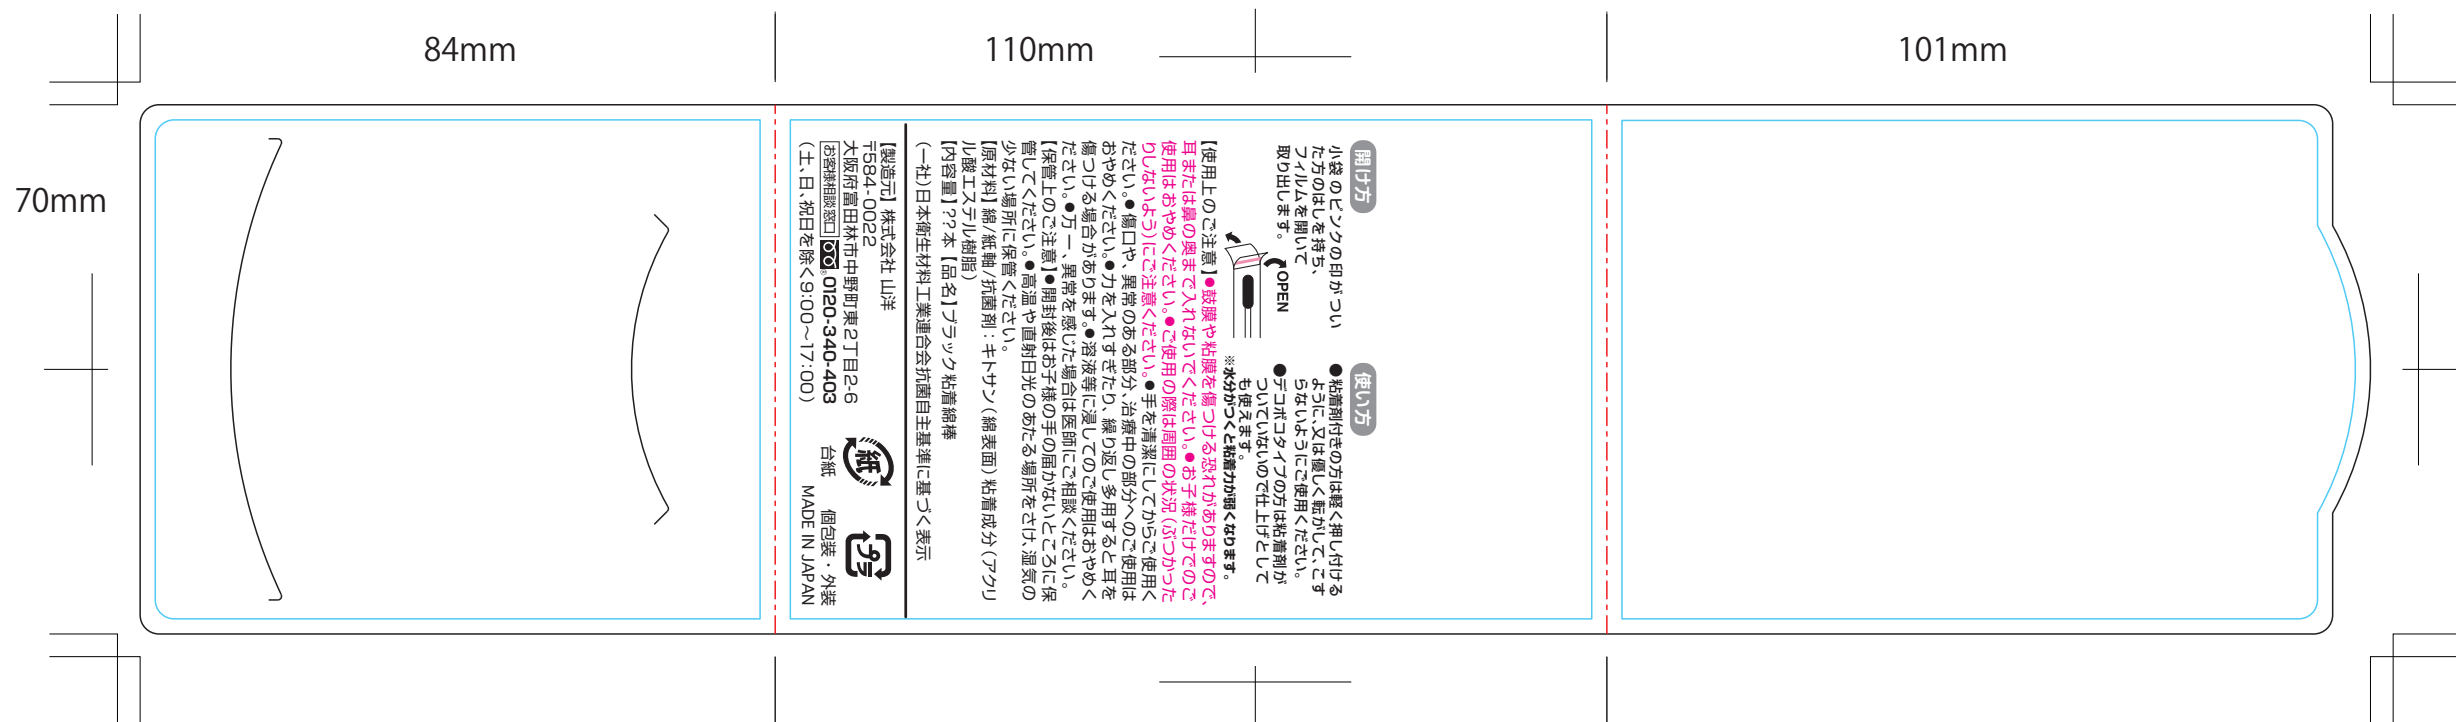 84mm
110mm
101mm
70mm
開け方
小袋のピンクの印がつい
た方のはしを持ち、
フィルムを開いて
取り出します。
OPEN
使い方
●粘着剤付きの方は軽く押し付ける
ように、又は優しく転がして、こす
らないようにご使用ください。
●デコボコタイプの方は粘着剤が
ついていないので仕上げとして
も使えます。
※水分がつくと粘着力が弱くなります。
【使用上のご注意】●鼓膜や粘膜を傷つける恐れがありますので、
耳または鼻の奥まで入れないでください。●お子様だけでのご
使用はおやめください。●ご使用の際は周囲の状況(ぶつかった
りしないよう)にご注意ください。●手を清潔にしてからご使用く
ださい。●傷口や、異常のある部分、治療中の部分へのご使用は
おやめください。●力を入れすぎたり、繰り返し多用すると耳を
傷つける場合があります。●溶液等に浸してのご使用はおやめく
ださい。●万一、異常を感じた場合は医師にご相談ください。
【保管上のご注意】●開封後はお子様の手の届かないところに保
管してください。●高温や直射日光のあたる場所をさけ、湿気の
少ない場所に保管ください。
【原材料】綿/紙軸/抗菌剤:キトサン(綿表面)粘着成分(アクリ
ル酸エステル樹脂)
【内容量】??本【品名】ブラック粘着綿棒
(一社)日本衛生材料工業連合会抗菌自主基準に基づく表示
【製造元】株式会社 山洋
〒584-0022
大阪府富田林市中野町東2丁目2-6
お客様相談窓口 0120-340-403
(土、日、祝日を除く9:00~17:00)
紙
台紙
プラ
個包装・外装
MADE IN JAPAN